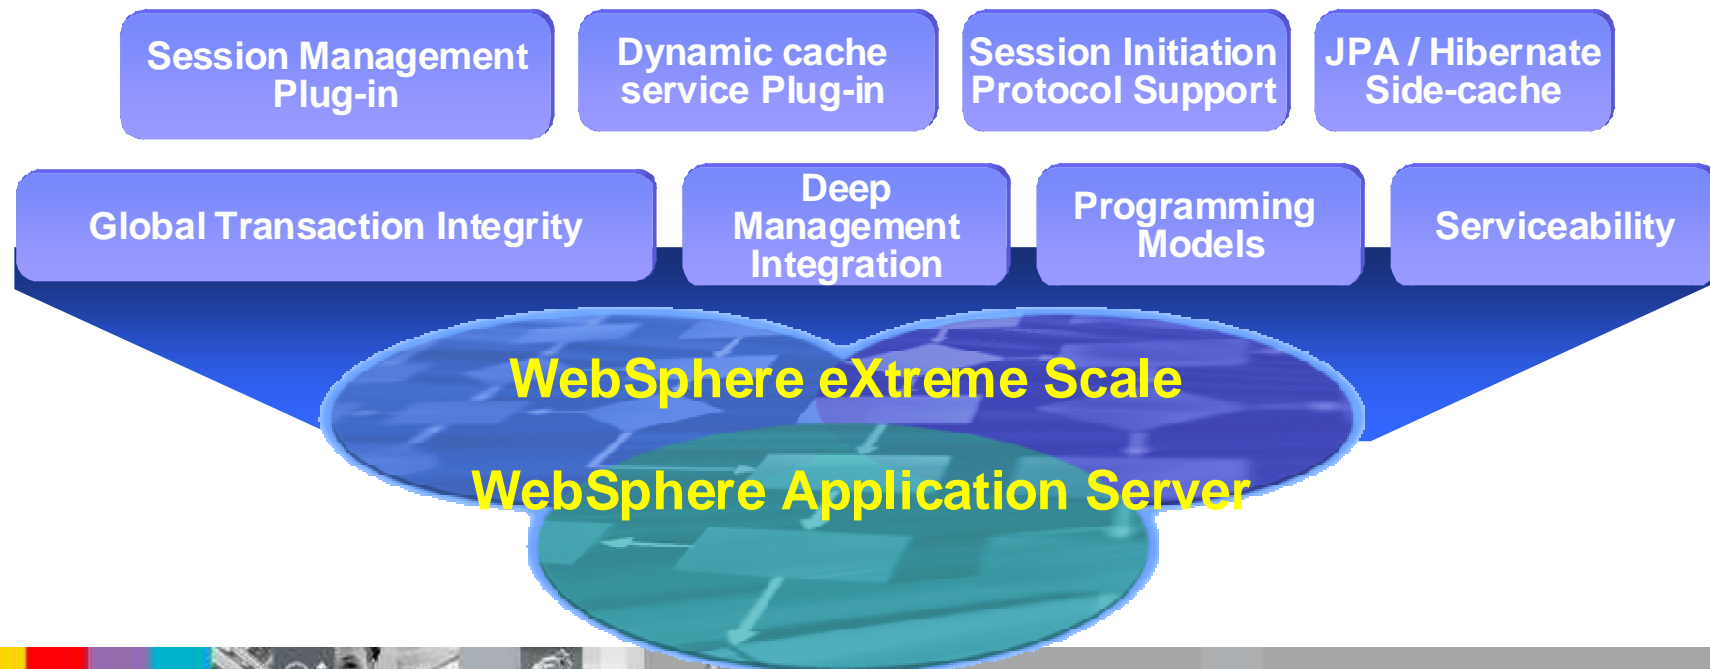 Session Management
Plug-in
Dynamic cache
service Plug-in
Session Initiation
Protocol Support
JPA / Hibernate
Side-cache
Global Transaction Integrity
Deep
Management
Integration
Programming
Models
Serviceability
WebSphere eXtreme Scale
WebSphere Application Server